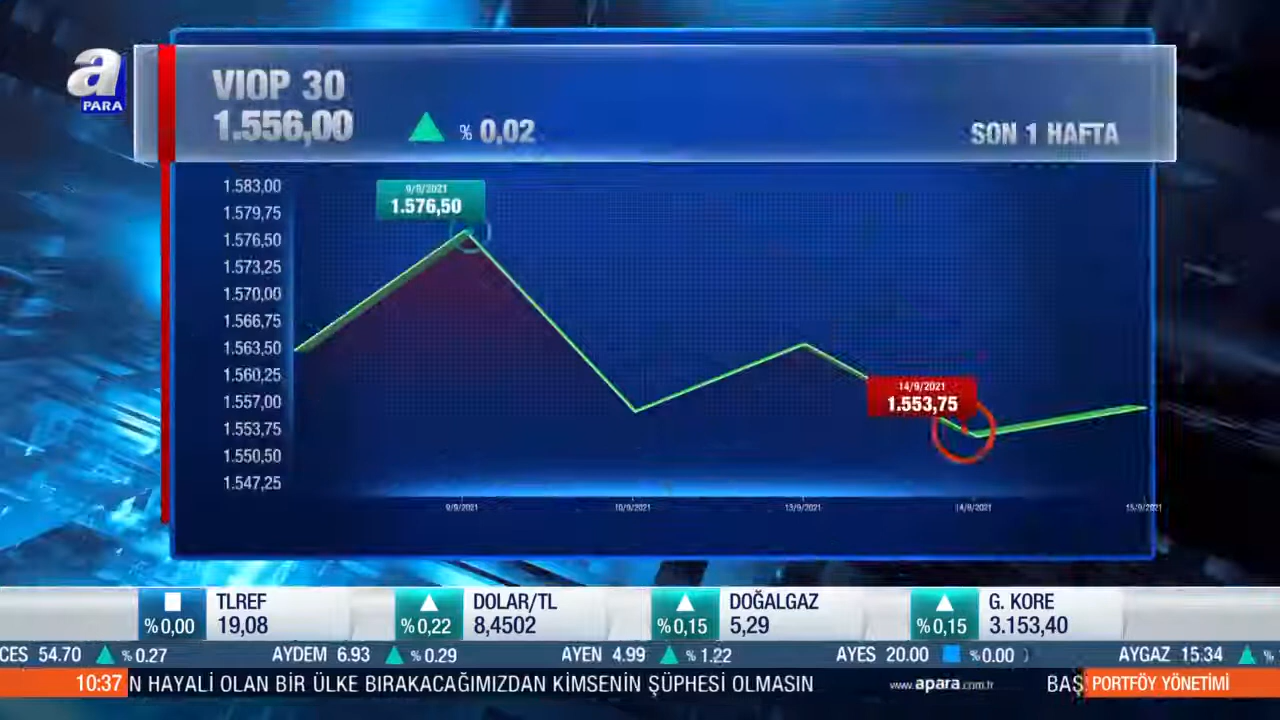 a
PARA
VIOP 30
1.556,00
% 0,02
SON 1 HAFTA
1.583,00
1.579,75
1.576,50
1.573,25
1.570,00
1.566,75
1.563,50
1.560,25
1.557,00
1.553,75
1.550,50
1.547,25
9/9/2021
1.576,50
14/9/2021
1.553,75
9/9/2021
10/9/2021
13/9/2021
14/9/2021
15/9/2021
%0,00 TLREF 19,08
%0,22 DOLAR/TL 8,4502
%0,15 DOĞALGAZ 5,29
%0,15 G. KORE 3.153,40
CES 54.70 % 0.27 AYDEM 6.93 % 0.29 AYEN 4.99 % 1.22 AYES 20.00 %0.00 AYGAZ 15.34 %
10:37 N HAYALİ OLAN BİR ÜLKE BIRAKACAĞIMIZDAN KİMSENİN ŞÜPHESİ OLMASIN www.apara.com.tr BAŞ PORTFÖY YÖNETİMİ